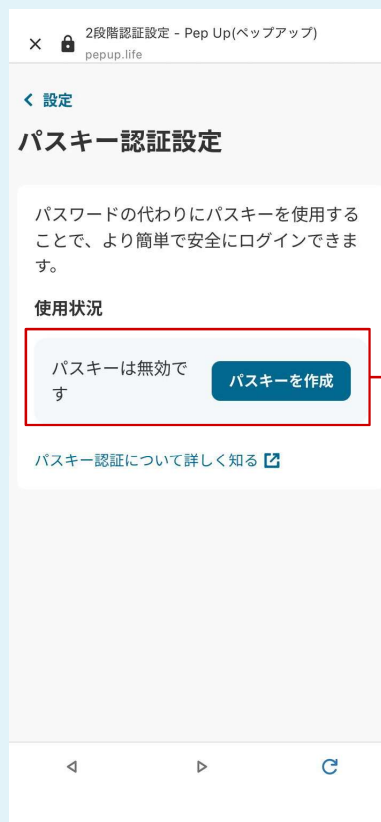 2段階認証設定 - Pep Up(ペップアップ)
pepup.life
設定
パスキー認証設定
パスワードの代わりにパスキーを使用する
ことで、より簡単で安全にログインできま
す。
使用状況
パスキーは無効で
す
パスキーを作成
パスキー認証について詳しく知る